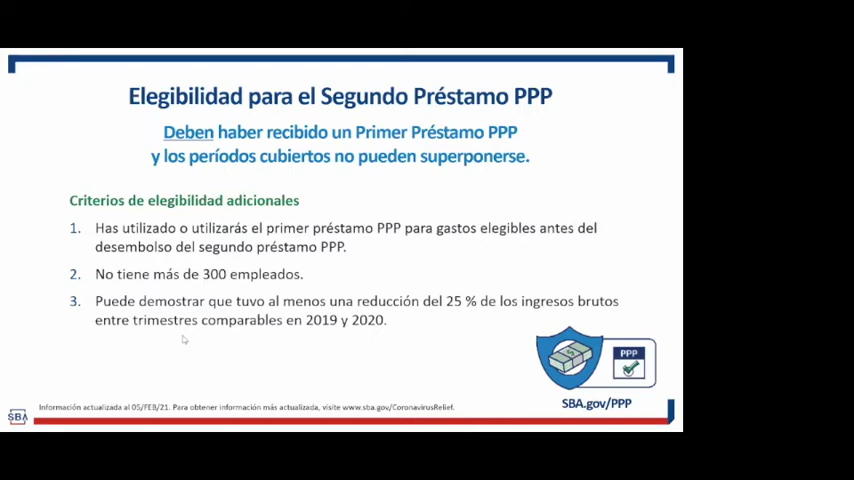 Elegibilidad para el Segundo Préstamo PPP
Deben haber recibido un Primer Préstamo PPP
y los períodos cubiertos no pueden superponerse.
Criterios de elegibilidad adicionales
1. Has utilizado o utilizarás el primer préstamo PPP para gastos elegibles antes del
desembolso del segundo préstamo PPP.
2. No tiene más de 300 empleados.
3. Puede demostrar que tuvo al menos una reducción del 25 % de los ingresos brutos
entre trimestres comparables en 2019 y 2020.
PPP
SBA.gov/PPP
Información actualizada al 05/FEB/21. Para obtener información más actualizada, visite www.sba.gov/CoronavirusRelief.
SBA